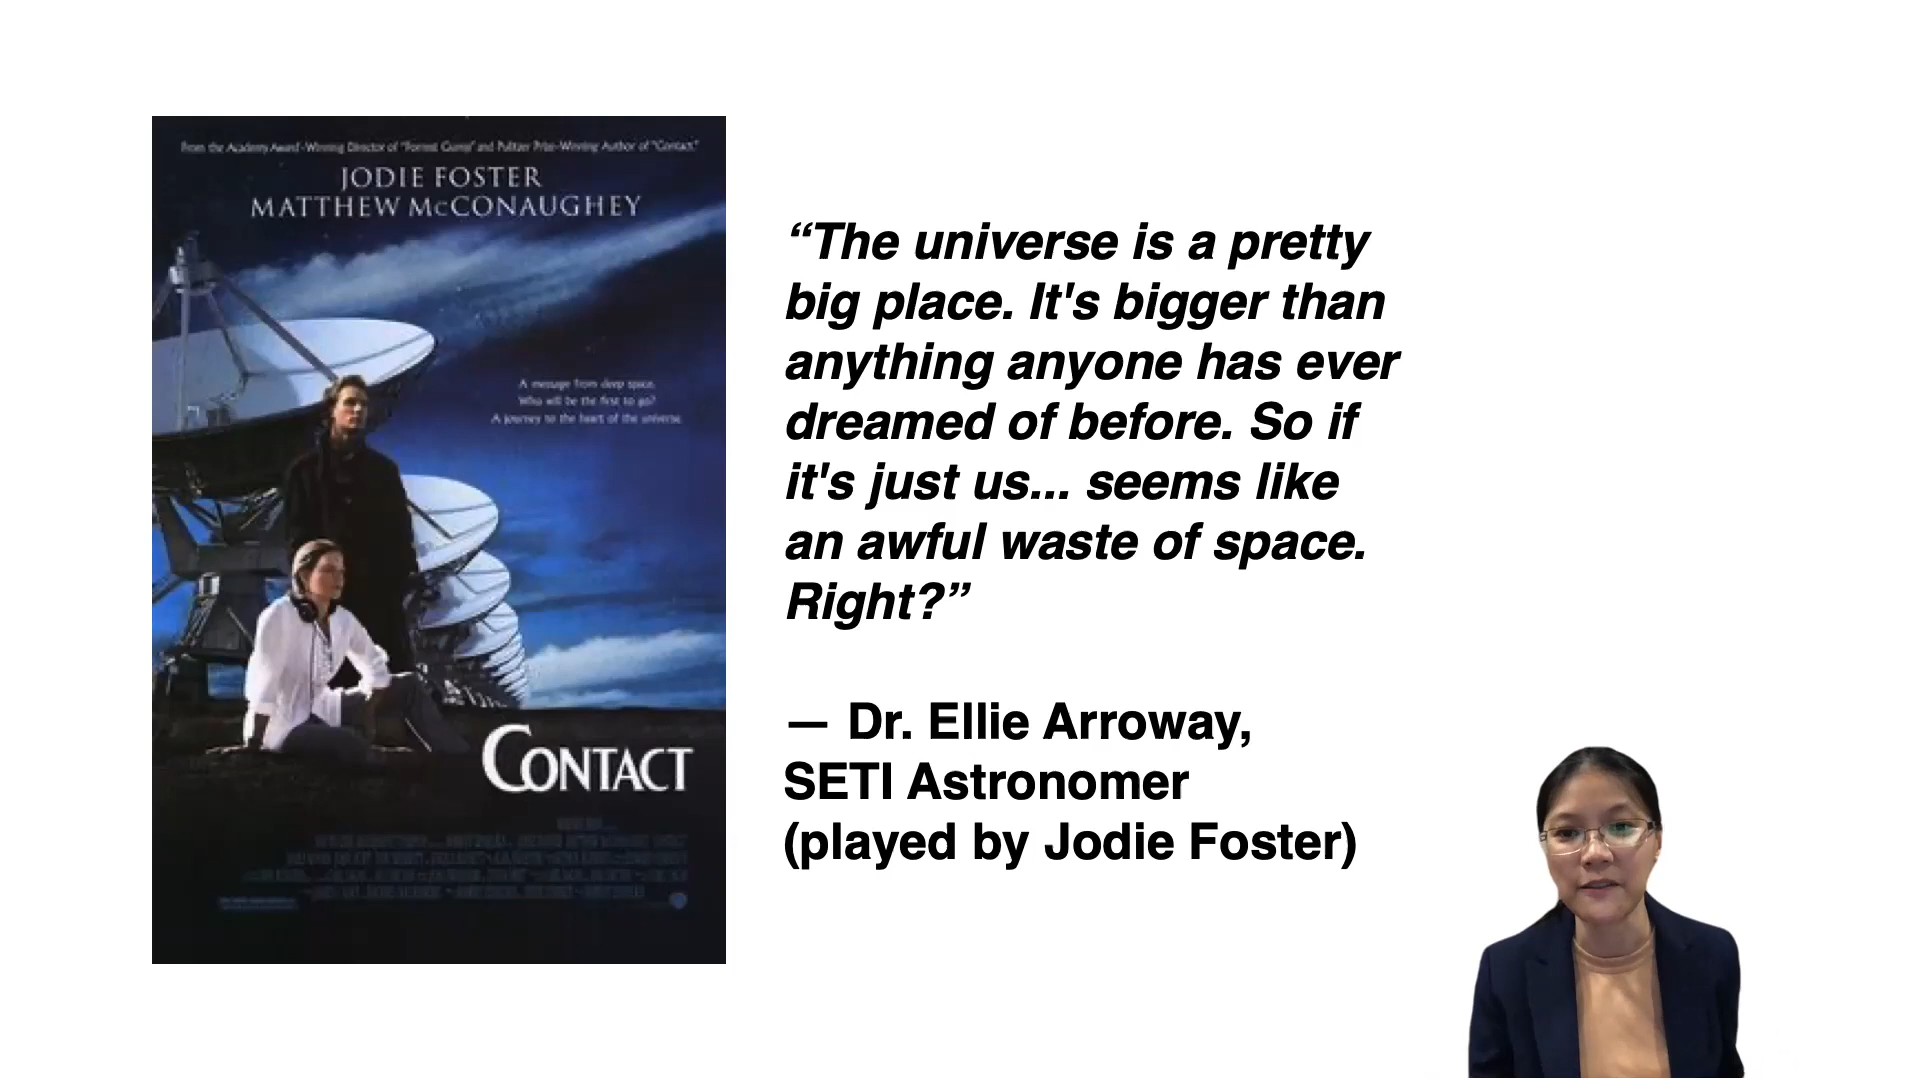 From the Academy Award-Winning Director of "Forrest Gump" and Pulitzer Prize-Winning Author of "Contact."
JODIE FOSTER
MATTHEW McCONAUGHEY
A message from deep space.
Who will be the first to go?
A journey to the heart of the universe.
CONTACT
“The universe is a pretty
big place. It's bigger than
anything anyone has ever
dreamed of before. So if
it's just us... seems like
an awful waste of space.
Right?”
— Dr. Ellie Arroway,
SETI Astronomer
(played by Jodie Foster)